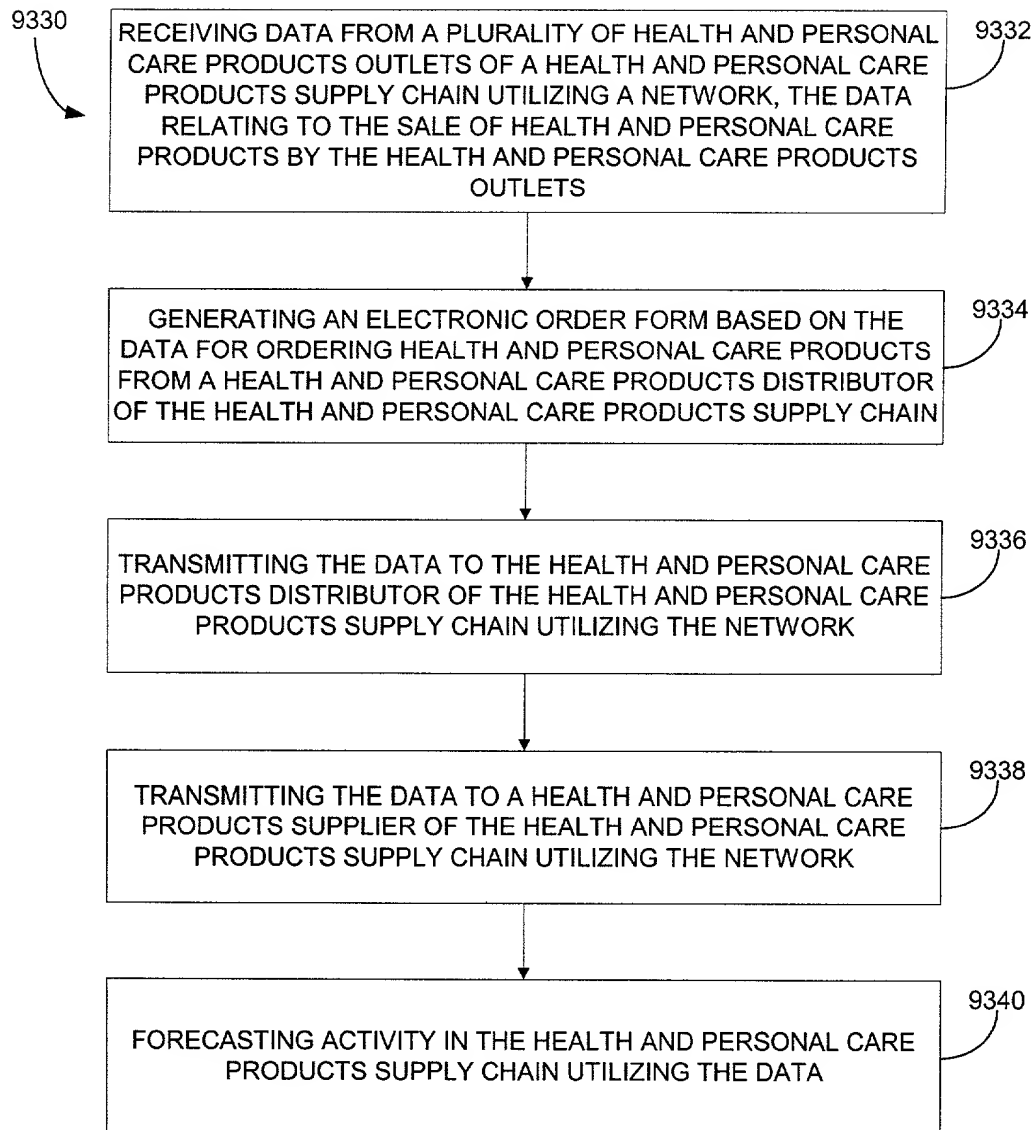 9330
RECEIVING DATA FROM A PLURALITY OF HEALTH AND PERSONAL
CARE PRODUCTS OUTLETS OF A HEALTH AND PERSONAL CARE
PRODUCTS SUPPLY CHAIN UTILIZING A NETWORK, THE DATA
RELATING TO THE SALE OF HEALTH AND PERSONAL CARE
PRODUCTS BY THE HEALTH AND PERSONAL CARE PRODUCTS
OUTLETS
9332
GENERATING AN ELECTRONIC ORDER FORM BASED ON THE
DATA FOR ORDERING HEALTH AND PERSONAL CARE PRODUCTS
FROM A HEALTH AND PERSONAL CARE PRODUCTS DISTRIBUTOR
OF THE HEALTH AND PERSONAL CARE PRODUCTS SUPPLY CHAIN
9334
TRANSMITTING THE DATA TO THE HEALTH AND PERSONAL CARE
PRODUCTS DISTRIBUTOR OF THE HEALTH AND PERSONAL CARE
PRODUCTS SUPPLY CHAIN UTILIZING THE NETWORK
9336
TRANSMITTING THE DATA TO A HEALTH AND PERSONAL CARE
PRODUCTS SUPPLIER OF THE HEALTH AND PERSONAL CARE
PRODUCTS SUPPLY CHAIN UTILIZING THE NETWORK
9338
FORECASTING ACTIVITY IN THE HEALTH AND PERSONAL CARE
PRODUCTS SUPPLY CHAIN UTILIZING THE DATA
9340